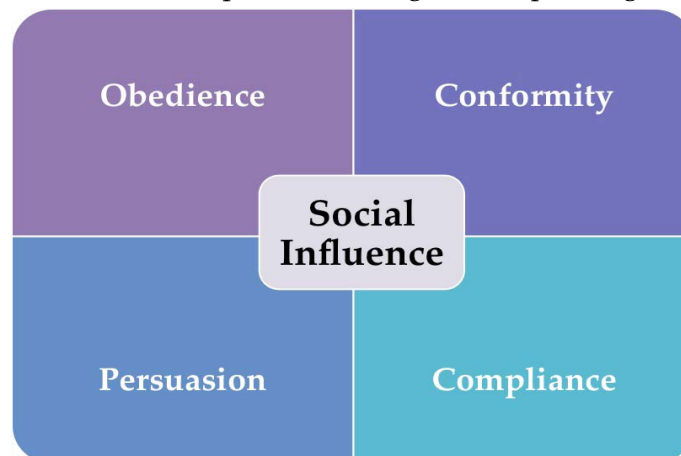 Obedience
Conformity
Social
Influence
Persuasion
Compliance